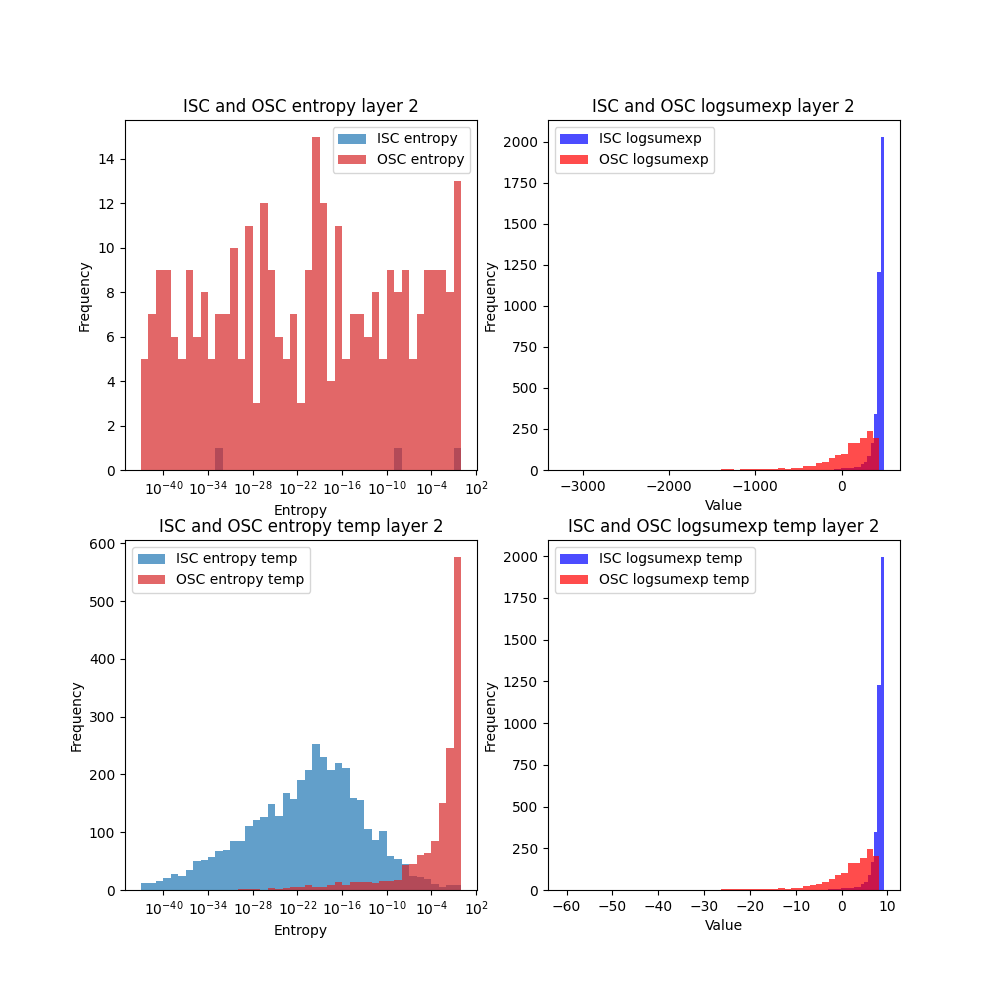 ISC and OSC entropy layer 2
ISC entropy
OSC entropy
Frequency
14
12
10
8
6
4
2
0
10⁻⁴⁰ 10⁻³⁴ 10⁻²⁸ 10⁻²² 10⁻¹⁶ 10⁻¹⁰ 10⁻⁴ 10²
Entropy
ISC and OSC logsumexp layer 2
ISC logsumexp
OSC logsumexp
Frequency
2000
1750
1500
1250
1000
750
500
250
0
−3000 −2000 −1000 0
Value
ISC and OSC entropy temp layer 2
ISC entropy temp
OSC entropy temp
Frequency
600
500
400
300
200
100
0
10⁻⁴⁰ 10⁻³⁴ 10⁻²⁸ 10⁻²² 10⁻¹⁶ 10⁻¹⁰ 10⁻⁴ 10²
Entropy
ISC and OSC logsumexp temp layer 2
ISC logsumexp temp
OSC logsumexp temp
Frequency
2000
1750
1500
1250
1000
750
500
250
0
−60 −50 −40 −30 −20 −10 0 10
Value